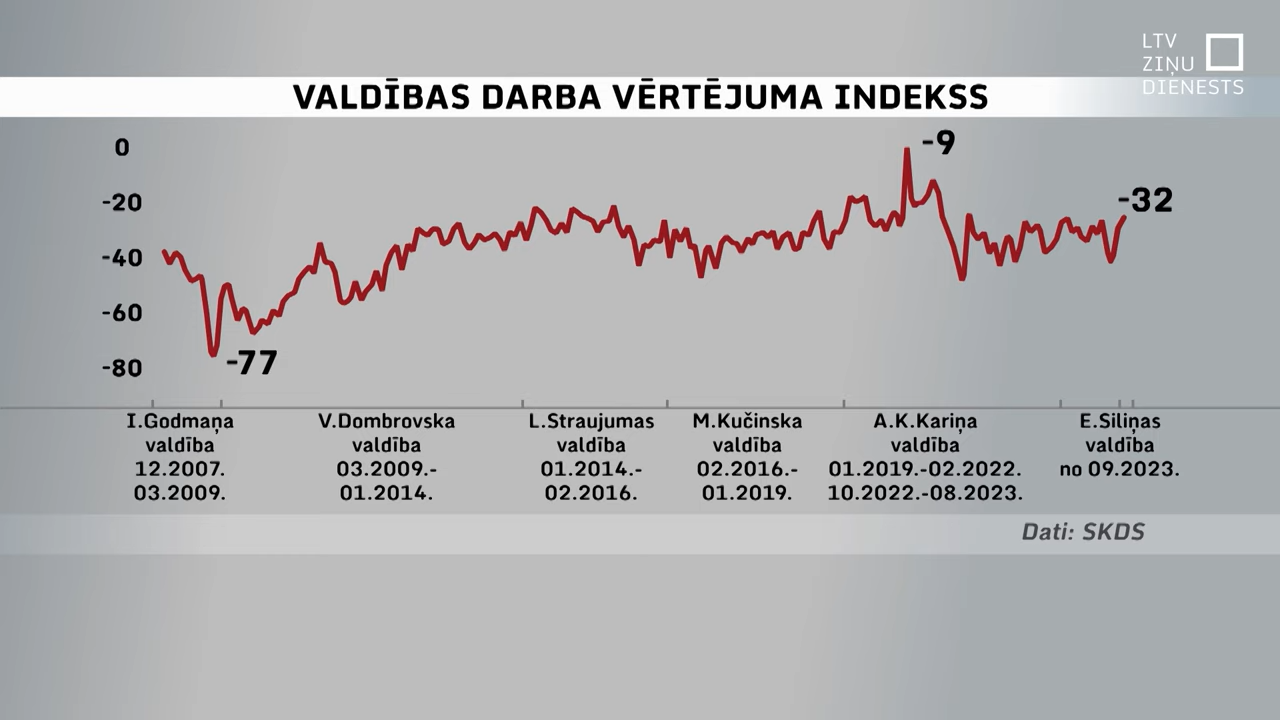 LTV
ZIŅU
DIENESTS
VALDĪBAS DARBA VĒRTĒJUMA INDEKSS
0
-20
-40
-60
-80
-9
-32
-77
I.Godmaņa
valdība
12.2007.
03.2009.
V.Dombrovska
valdība
03.2009.-
01.2014.
L.Straujumas
valdība
01.2014.-
02.2016.
M.Kučinska
valdība
02.2016.-
01.2019.
A.K.Kariņa
valdība
01.2019.-02.2022.
10.2022.-08.2023.
E.Siliņas
valdība
no 09.2023.
Dati: SKDS